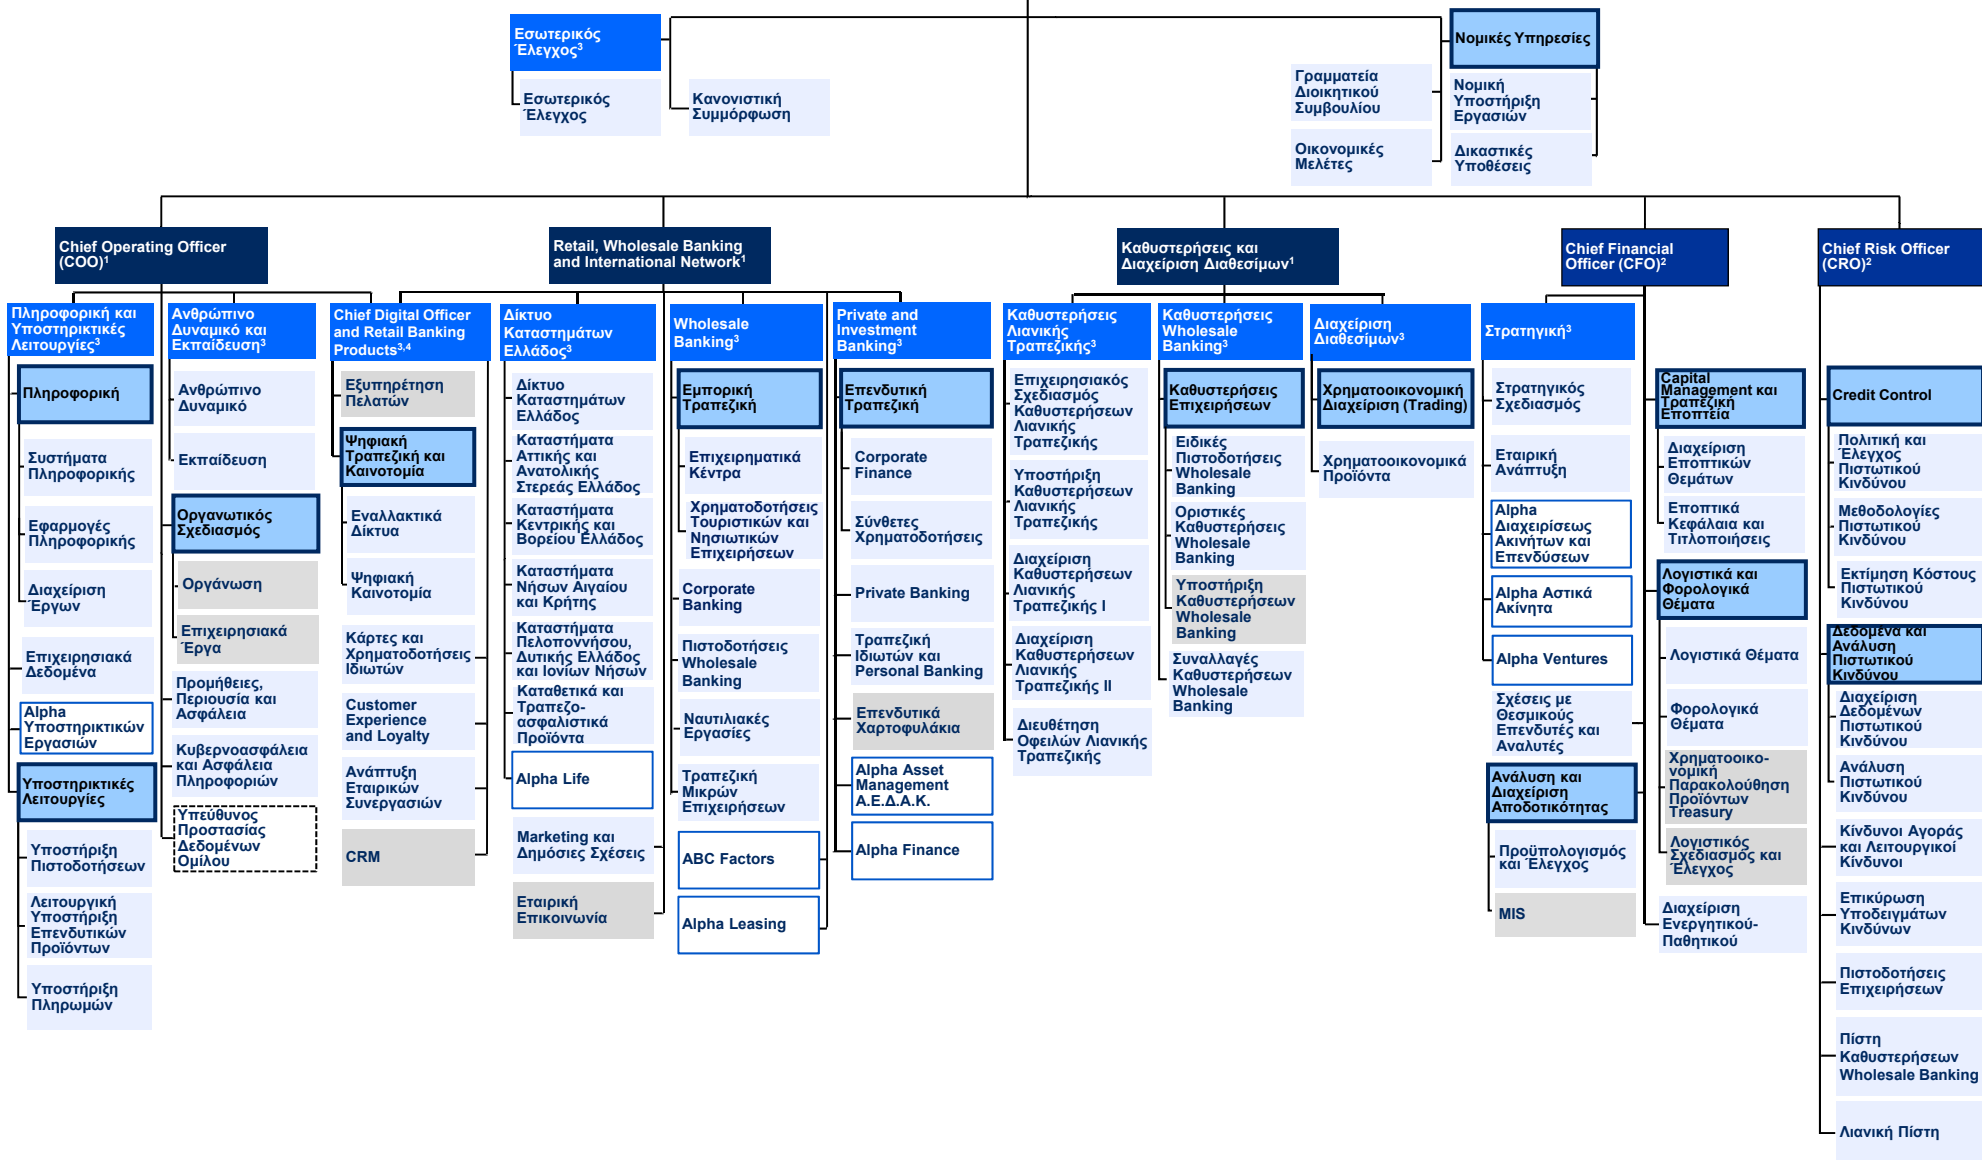 Εσωτερικός
Έλεγχος³
Εσωτερικός
Έλεγχος
Κανονιστική
Συμμόρφωση
Νομικές Υπηρεσίες
Γραμματεία
Διοικητικού
Συμβουλίου
Νομική
Υποστήριξη
Εργασιών
Οικονομικές
Μελέτες
Δικαστικές
Υποθέσεις
Chief Operating Officer
(COO)¹
Retail, Wholesale Banking
and International Network¹
Καθυστερήσεις και
Διαχείριση Διαθεσίμων¹
Chief Financial
Officer (CFO)²
Chief Risk Officer
(CRO)²
Πληροφορική και
Υποστηρικτικές
Λειτουργίες³
Πληροφορική
Συστήματα
Πληροφορικής
Εφαρμογές
Πληροφορικής
Διαχείριση
Έργων
Επιχειρησιακά
Δεδομένα
Alpha
Υποστηρικτικών
Εργασιών
Υποστηρικτικές
Λειτουργίες
Υποστήριξη
Πιστοδοτήσεων
Λειτουργική
Υποστήριξη
Επενδυτικών
Προϊόντων
Υποστήριξη
Πληρωμών
Ανθρώπινο
Δυναμικό και
Εκπαίδευση³
Ανθρώπινο
Δυναμικό
Εκπαίδευση
Οργανωτικός
Σχεδιασμός
Οργάνωση
Επιχειρησιακά
Έργα
Προμήθειες,
Περιουσία και
Ασφάλεια
Κυβερνοασφάλεια
και Ασφάλεια
Πληροφοριών
Υπεύθυνος
Προστασίας
Δεδομένων
Ομίλου
Chief Digital Officer
and Retail Banking
Products³,⁴
Εξυπηρέτηση
Πελατών
Ψηφιακή
Τραπεζική και
Καινοτομία
Εναλλακτικά
Δίκτυα
Ψηφιακή
Καινοτομία
Κάρτες και
Χρηματοδοτήσεις
Ιδιωτών
Customer
Experience
and Loyalty
Ανάπτυξη
Εταιρικών
Συνεργασιών
CRM
Δίκτυο
Καταστημάτων
Ελλάδος³
Δίκτυο
Καταστημάτων
Ελλάδος
Καταστήματα
Αττικής και
Ανατολικής
Στερεάς Ελλάδος
Καταστήματα
Κεντρικής και
Βορείου Ελλάδος
Καταστήματα
Νήσων Αιγαίου
και Κρήτης
Καταστήματα
Πελοποννήσου,
Δυτικής Ελλάδος
και Ιονίων Νήσων
Καταθετικά και
Τραπεζο-
ασφαλιστικά
Προϊόντα
Alpha Life
Marketing και
Δημόσιες Σχέσεις
Εταιρική
Επικοινωνία
Wholesale
Banking³
Εμπορική
Τραπεζική
Επιχειρηματικά
Κέντρα
Χρηματοδοτήσεις
Τουριστικών και
Νησιωτικών
Επιχειρήσεων
Corporate
Banking
Πιστοδοτήσεις
Wholesale
Banking
Ναυτιλιακές
Εργασίες
Τραπεζική
Μικρών
Επιχειρήσεων
ABC Factors
Alpha Leasing
Private and
Investment
Banking³
Επενδυτική
Τραπεζική
Corporate
Finance
Σύνθετες
Χρηματοδοτήσεις
Private Banking
Τραπεζική
Ιδιωτών και
Personal Banking
Επενδυτικά
Χαρτοφυλάκια
Alpha Asset
Management
Α.Ε.Δ.Α.Κ.
Alpha Finance
Καθυστερήσεις
Λιανικής
Τραπεζικής³
Επιχειρησιακός
Σχεδιασμός
Καθυστερήσεων
Λιανικής
Τραπεζικής
Υποστήριξη
Καθυστερήσεων
Λιανικής
Τραπεζικής
Διαχείριση
Καθυστερήσεων
Λιανικής
Τραπεζικής Ι
Διαχείριση
Καθυστερήσεων
Λιανικής
Τραπεζικής ΙΙ
Διευθέτηση
Οφειλών Λιανικής
Τραπεζικής
Καθυστερήσεις
Wholesale
Banking³
Καθυστερήσεις
Επιχειρήσεων
Ειδικές
Πιστοδοτήσεις
Wholesale
Banking
Οριστικές
Καθυστερήσεις
Wholesale
Banking
Υποστήριξη
Καθυστερήσεων
Wholesale
Banking
Συναλλαγές
Καθυστερήσεων
Wholesale
Banking
Διαχείριση
Διαθεσίμων³
Χρηματοοικονομική
Διαχείριση (Trading)
Χρηματοοικονομικά
Προϊόντα
Στρατηγική³
Στρατηγικός
Σχεδιασμός
Εταιρική
Ανάπτυξη
Alpha
Διαχειρίσεως
Ακινήτων και
Επενδύσεων
Alpha Αστικά
Ακίνητα
Alpha Ventures
Σχέσεις με
Θεσμικούς
Επενδυτές και
Αναλυτές
Ανάλυση και
Διαχείριση
Αποδοτικότητας
Προϋπολογισμός
και Έλεγχος
MIS
Capital
Management και
Τραπεζική
Εποπτεία
Διαχείριση
Εποπτικών
Θεμάτων
Εποπτικά
Κεφάλαια και
Τιτλοποιήσεις
Λογιστικά και
Φορολογικά
Θέματα
Λογιστικά Θέματα
Φορολογικά
Θέματα
Χρηματοοικο-
νομική
Παρακολούθηση
Προϊόντων
Treasury
Λογιστικός
Σχεδιασμός και
Έλεγχος
Διαχείριση
Ενεργητικού-
Παθητικού
Credit Control
Πολιτική και
Έλεγχος
Πιστωτικού
Κινδύνου
Μεθοδολογίες
Πιστωτικού
Κινδύνου
Εκτίμηση Κόστους
Πιστωτικού
Κινδύνου
Δεδομένα και
Ανάλυση
Πιστωτικού
Κινδύνου
Διαχείριση
Δεδομένων
Πιστωτικού
Κινδύνου
Ανάλυση
Πιστωτικού
Κινδύνου
Κίνδυνοι Αγοράς
και Λειτουργικοί
Κίνδυνοι
Επικύρωση
Υποδειγμάτων
Κινδύνων
Πιστοδοτήσεις
Επιχειρήσεων
Πίστη
Καθυστερήσεων
Wholesale Banking
Λιανική Πίστη